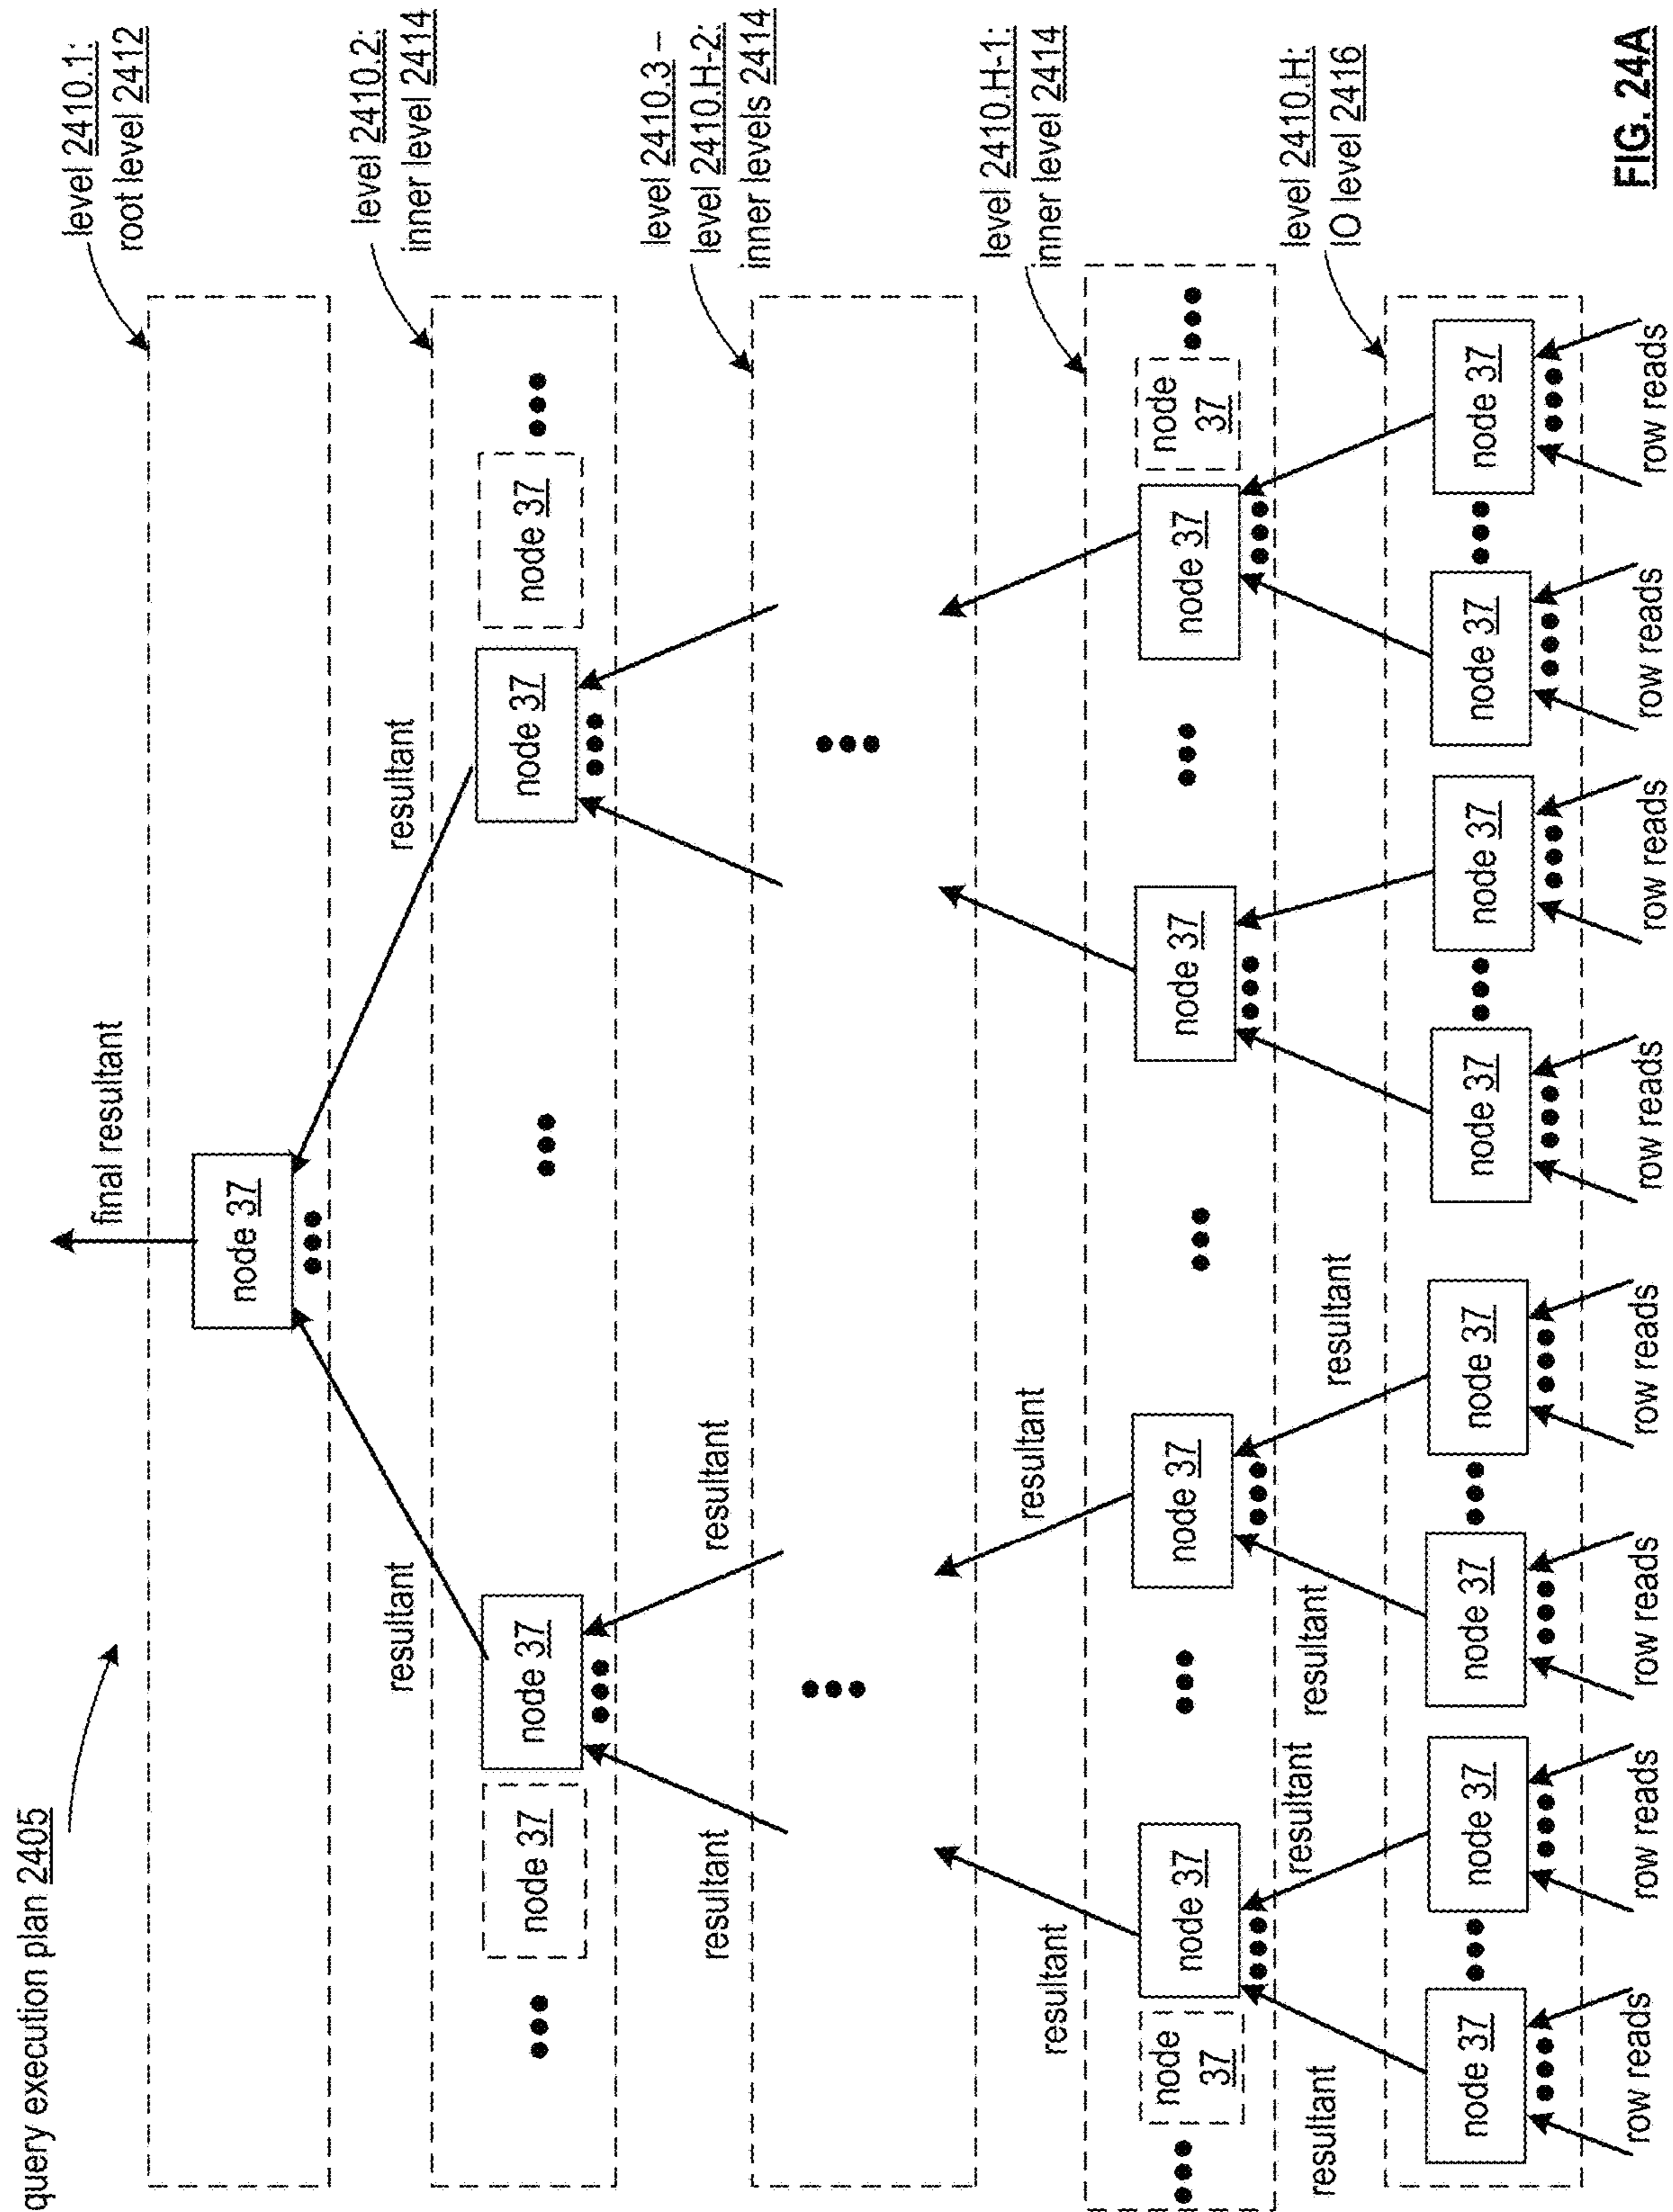 query execution plan 2405
final resultant
level 2410.1:
root level 2412
node 37
resultant
resultant
level 2410.2:
inner level 2414
node 37
node 37
node 37
node 37
resultant
resultant
level 2410.3 –
level 2410.H-2:
inner levels 2414
resultant
resultant
level 2410.H-1:
inner level 2414
node
37
node 37
node 37
node 37
node 37
node
37
resultant
resultant
resultant
resultant
level 2410.H:
IO level 2416
node 37
node 37
node 37
node 37
node 37
node 37
node 37
node 37
row reads
row reads
row reads
row reads
row reads
row reads
row reads
row reads
FIG. 24A